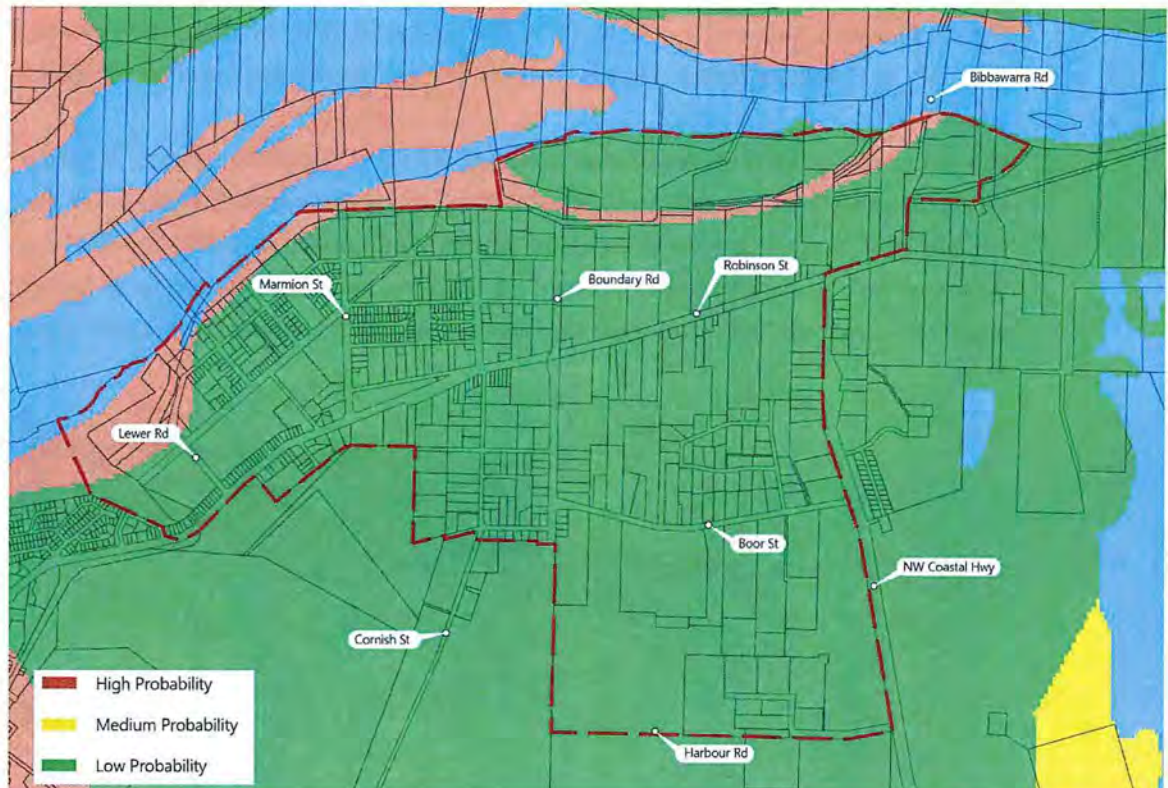 Bibbawarra Rd
Robinson St
Boundary Rd
Marmion St
Lewer Rd
Boor St
NW Coastal Hwy
Cornish St
High Probability
Medium Probability
Low Probability
Harbour Rd